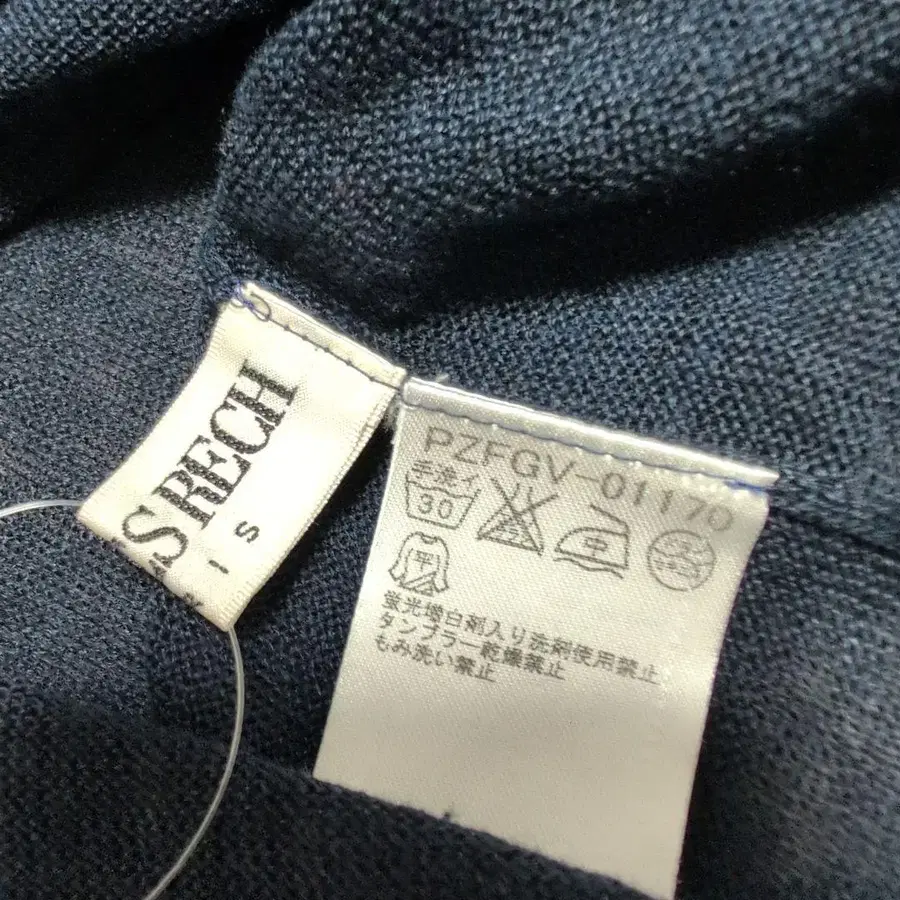 S RECH
I S
PZFGV-01170
手洗イ
30
中
平
蛍光増白剤入り洗剤使用禁止
タンブラー乾燥禁止
もみ洗い禁止